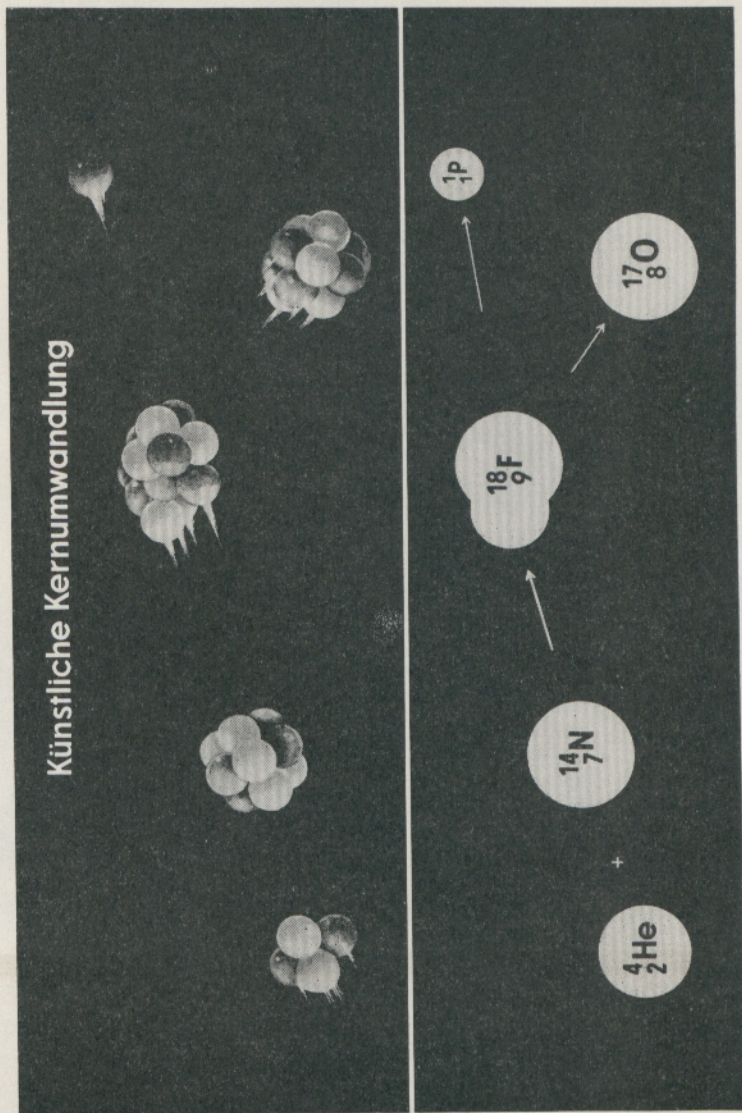 Künstliche Kernumwandlung
⁴₂He
+
¹⁴₇N
¹⁸₉F
¹⁷₈O
¹₁P